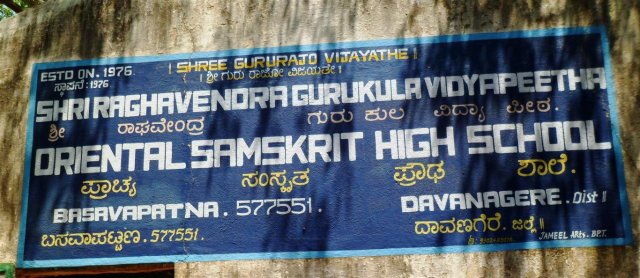 ESTD ON. 1976
ಸ್ಥಾಪನೆ : 1976.
| SHREE GURURAJO VIJAYATHE ||
| ಶ್ರೀ ಗುರು ರಾಜೋ ವಿಜಯತೇ |
SHRI RAGHAVENDRA GURUKULA VIDYAPEETHA
ಶ್ರೀ ರಾಘವೇಂದ್ರ ಗುರು ಕುಲ ವಿದ್ಯಾ ಪೀಠ.
ORIENTAL SAMSKRIT HIGH SCHOOL
ಪ್ರಾಚ್ಯ ಸಂಸ್ಕೃತ ಪ್ರೌಢ ಶಾಲೆ.
BASAVAPATNA. 577551.
DAVANAGERE. Dist ||
ಬಸವಾಪಟ್ಟಣ. 577551.
ದಾವಣಗೆರೆ. ಜಿಲ್ಲೆ ||
JAMEEL ARTs. BPT.